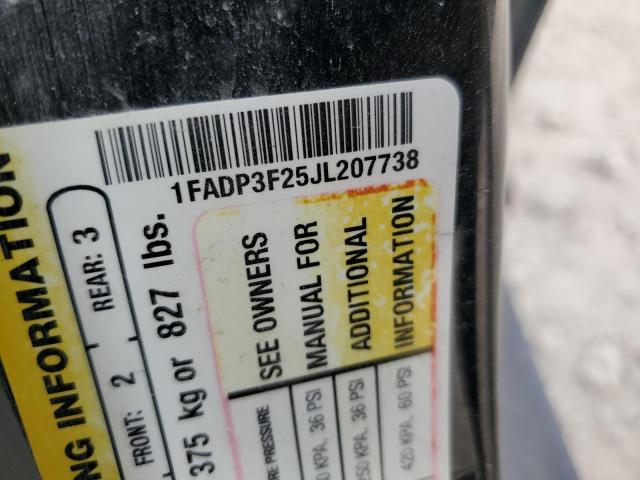 1FADP3F25JL207738
NG INFORMATION
FRONT: 2 REAR: 3
375 kg or 827 lbs.
SEE OWNERS
MANUAL FOR
ADDITIONAL
INFORMATION
PRESSURE
KPA, 36 PSI
250 KPA, 36 PSI
420 KPA, 60 PSI